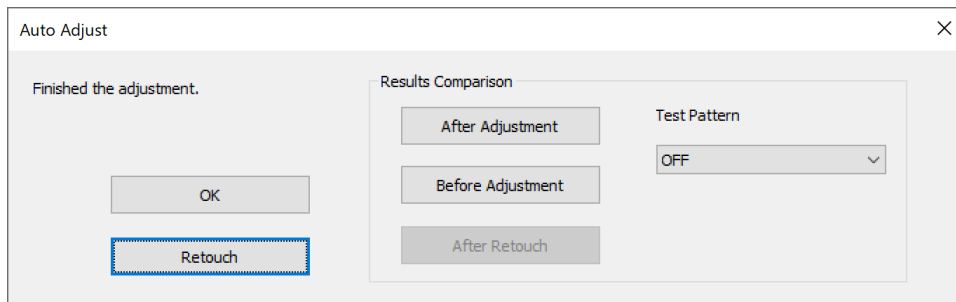 Auto Adjust
Finished the adjustment.
OK
Retouch
Results Comparison
After Adjustment
Before Adjustment
After Retouch
Test Pattern
OFF